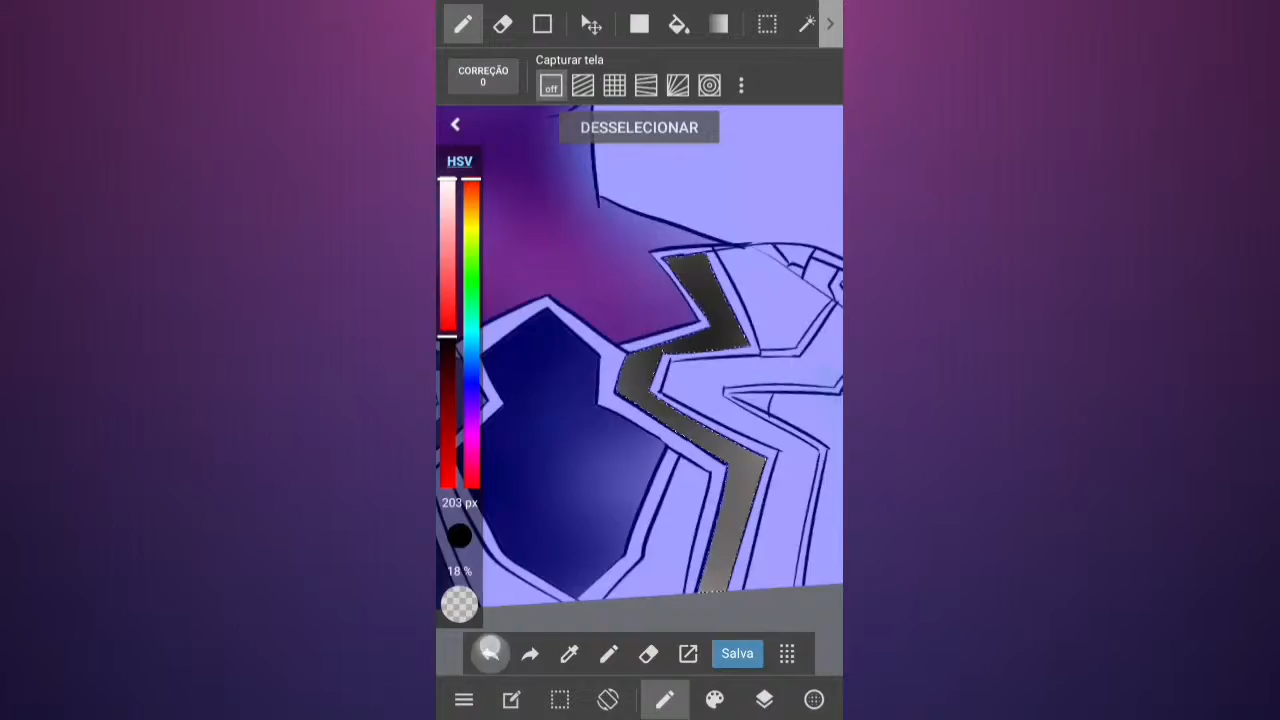 CORREÇÃO
0
Capturar tela
off
DESSELECIONAR
HSV
203 px
18 %
Salva